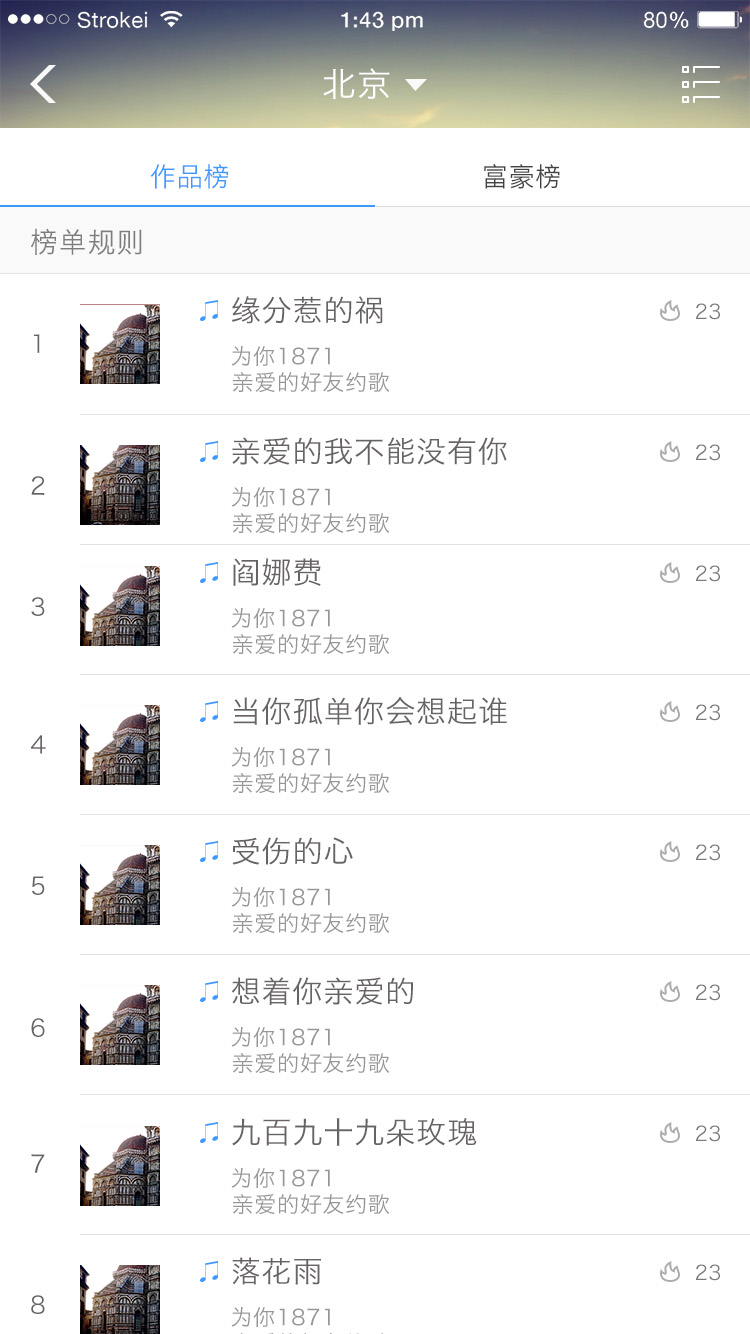 Strokei 1:43 pm 80%
北京
作品榜 富豪榜
榜单规则
1 缘分惹的祸 23
为你1871
亲爱的好友约歌
2 亲爱的我不能没有你 23
为你1871
亲爱的好友约歌
3 阎娜费 23
为你1871
亲爱的好友约歌
4 当你孤单你会想起谁 23
为你1871
亲爱的好友约歌
5 受伤的心 23
为你1871
亲爱的好友约歌
6 想着你亲爱的 23
为你1871
亲爱的好友约歌
7 九百九十九朵玫瑰 23
为你1871
亲爱的好友约歌
8 落花雨 23
为你1871